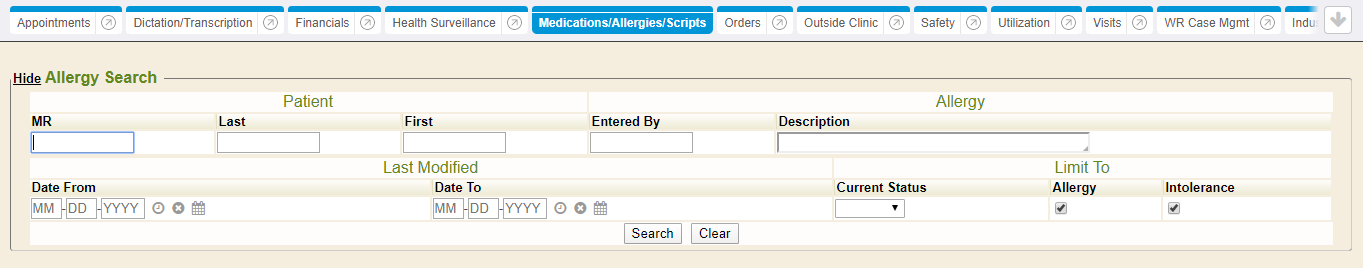 Appointments Dictation/Transcription Financials Health Surveillance Medications/Allergies/Scripts Orders Outside Clinic Safety Utilization Visits WR Case Mgmt Indu
Hide Allergy Search
Patient Allergy
MR Last First Entered By Description
Last Modified Limit To
Date From Date To Current Status Allergy Intolerance
MM-DD-YYYY MM-DD-YYYY
Search Clear